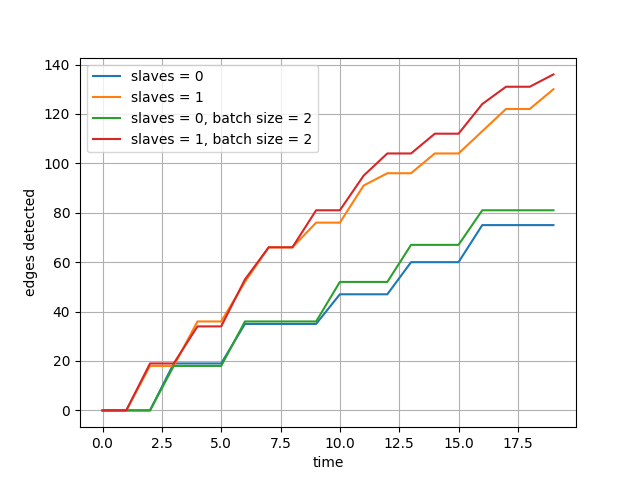 140
120
100
80
60
40
20
0
edges detected
slaves = 0
slaves = 1
slaves = 0, batch size = 2
slaves = 1, batch size = 2
0.0 2.5 5.0 7.5 10.0 12.5 15.0 17.5
time